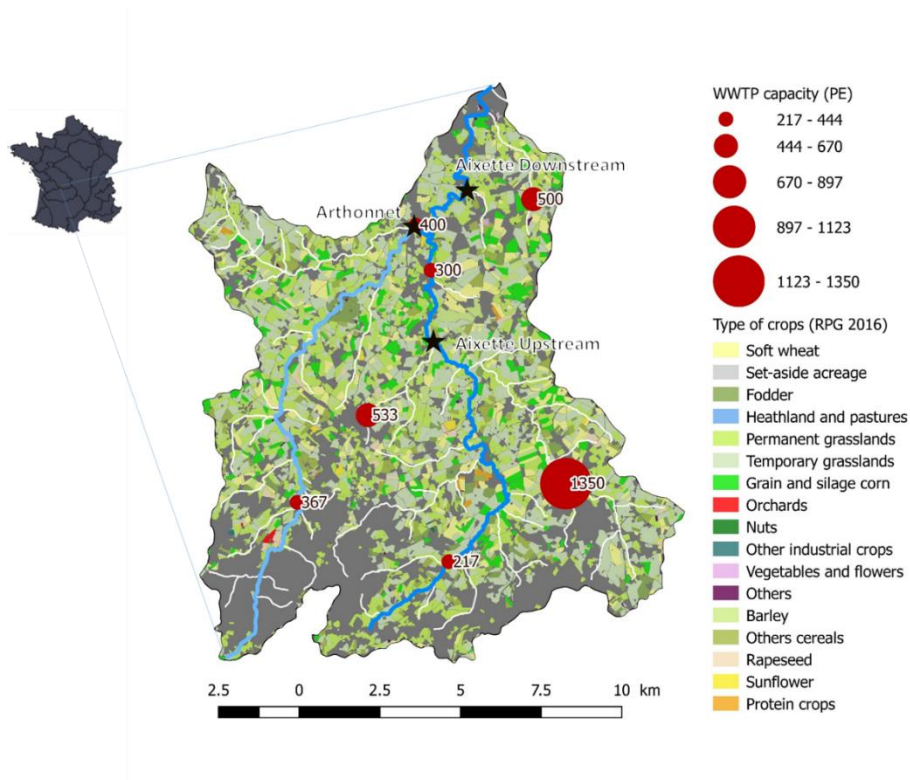 WWTP capacity (PE)
217 - 444
444 - 670
670 - 897
897 - 1123
1123 - 1350
Type of crops (RPG 2016)
Soft wheat
Set-aside acreage
Fodder
Heathland and pastures
Permanent grasslands
Temporary grasslands
Grain and silage corn
Orchards
Nuts
Other industrial crops
Vegetables and flowers
Others
Barley
Others cereals
Rapeseed
Sunflower
Protein crops
Aixette Downstream
500
Arthonnet
400
300
Aixette Upstream
533
1350
367
217
2.5 0 2.5 5 7.5 10 km